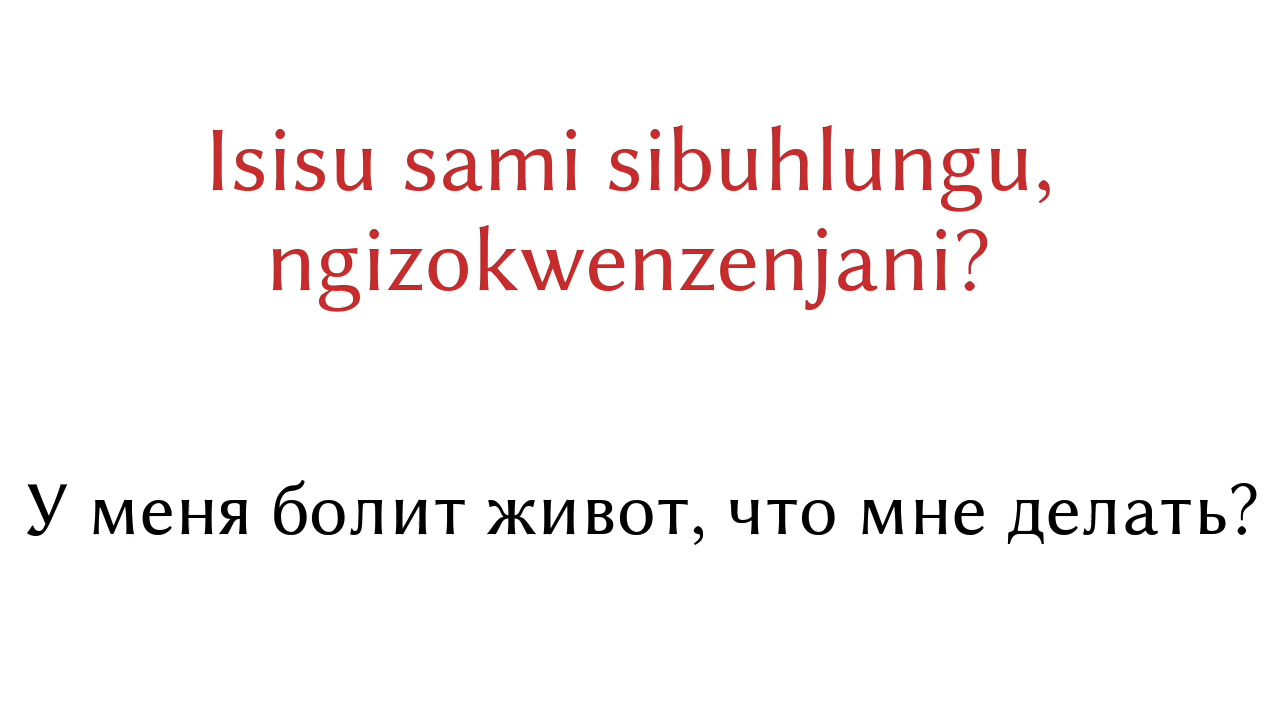 Isisu sami sibuhlungu,
ngizokwenzenjani?
У меня болит живот, что мне делать?